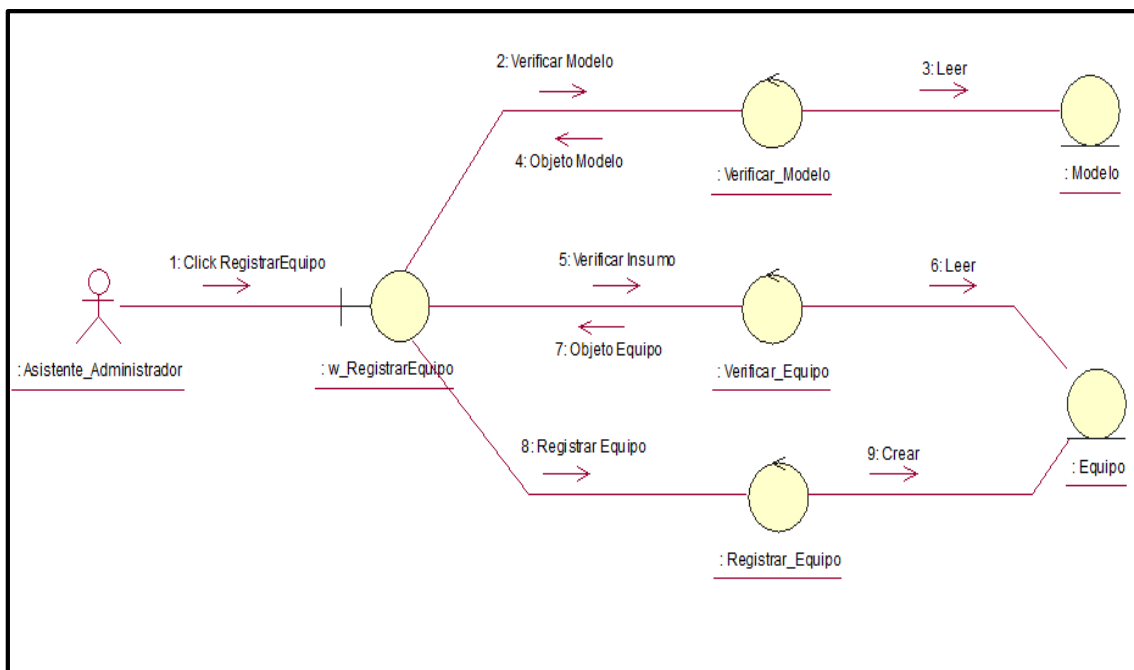 2: Verificar Modelo
3: Leer
4: Objeto Modelo
: Verificar_Modelo
: Modelo
1: Click RegistrarEquipo
5: Verificar Insumo
6: Leer
7: Objeto Equipo
: Asistente_Administrador
: w_RegistrarEquipo
: Verificar_Equipo
8: Registrar Equipo
9: Crear
: Equipo
: Registrar_Equipo